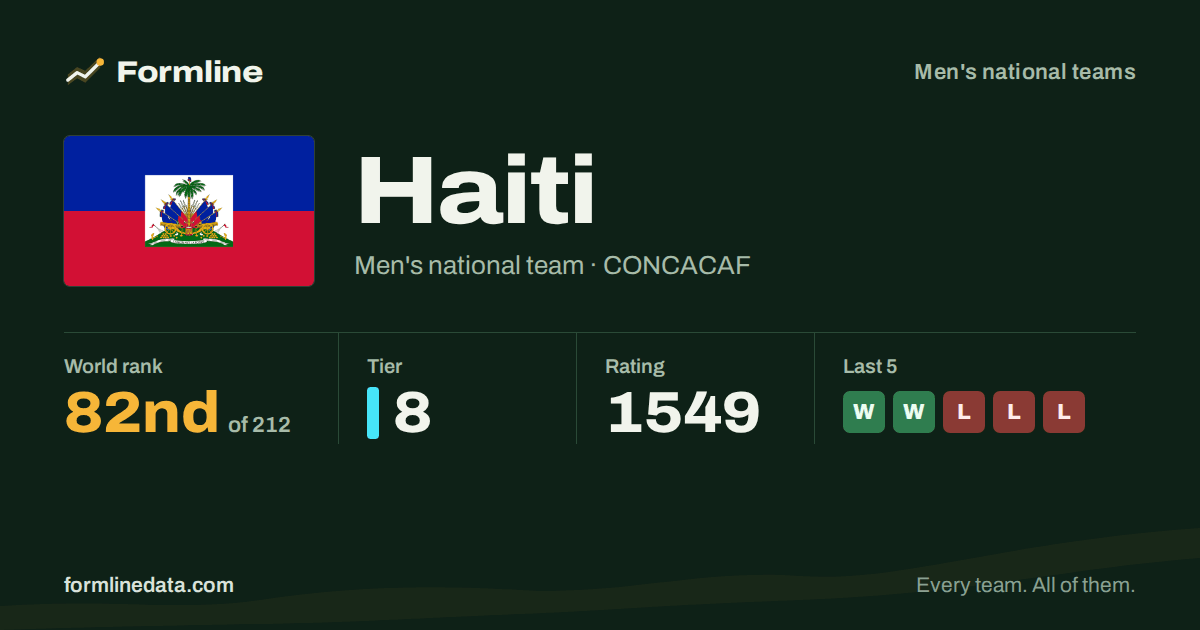 Formline
Men's national teams
Haiti
Men's national team · CONCACAF
World rank
82nd of 212
Tier
8
Rating
1549
Last 5
W W L L L
formlinedata.com
Every team. All of them.